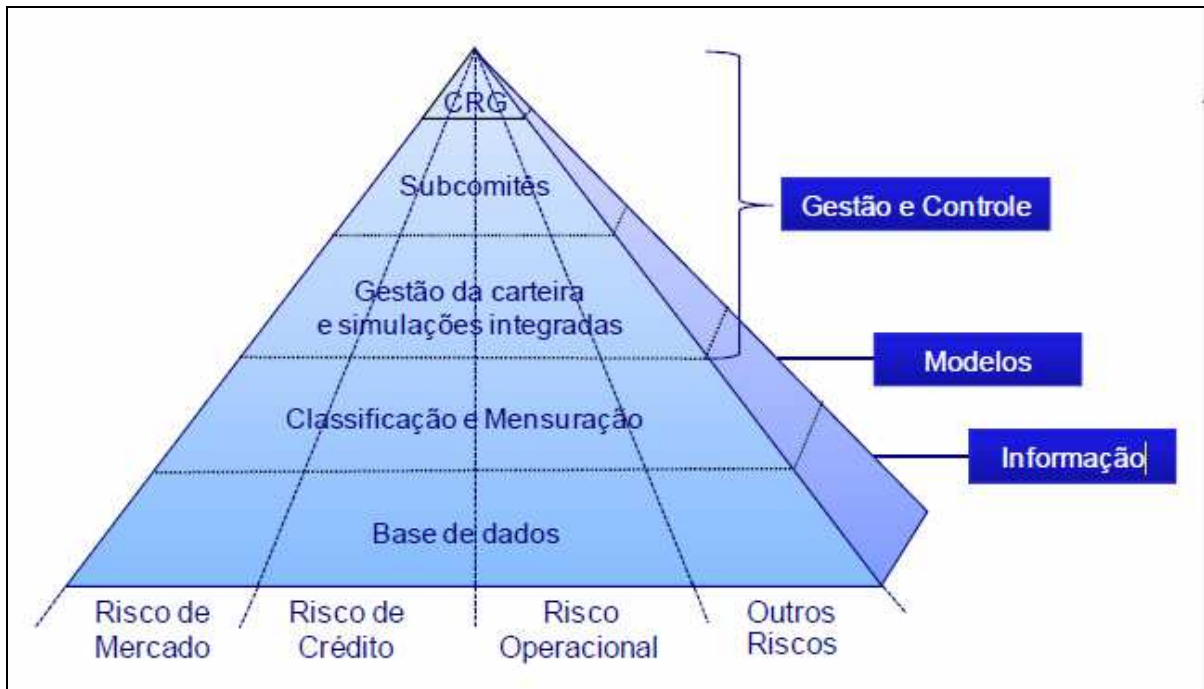 CRG
Subcomitês
Gestão da carteira
e simulações integradas
Classificação e Mensuração
Base de dados
Gestão e Controle
Modelos
Informação
Risco de
Mercado
Risco de
Crédito
Risco
Operacional
Outros
Riscos